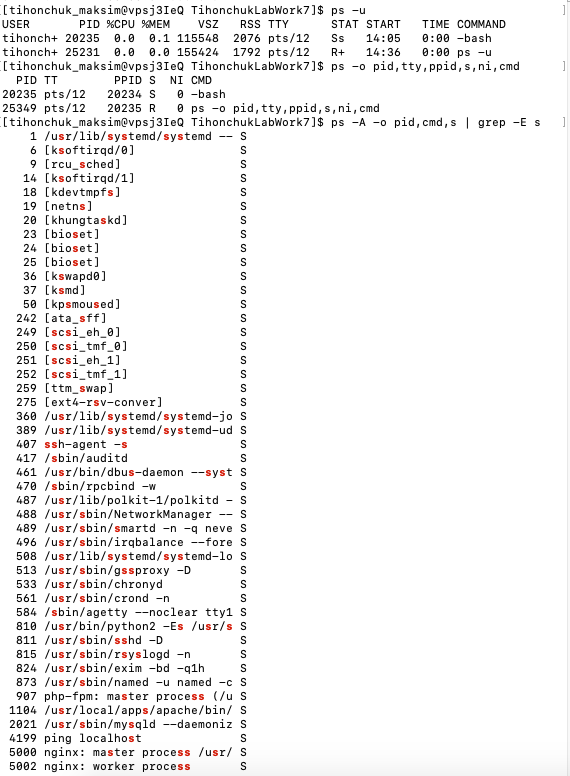 [[tihonchuk_maksim@vpsj3IeQ TihonchukLabWork7]$ ps -u ]
USER       PID %CPU %MEM    VSZ   RSS TTY      STAT START   TIME COMMAND
tihonch+ 20235  0.0  0.1 115548  2076 pts/12   Ss   14:05   0:00 -bash
tihonch+ 25231  0.0  0.0 155424  1792 pts/12   R+   14:36   0:00 ps -u
[[tihonchuk_maksim@vpsj3IeQ TihonchukLabWork7]$ ps -o pid,tty,ppid,s,ni,cmd ]
  PID TT        PPID S  NI CMD
20235 pts/12   20234 S   0 -bash
25349 pts/12   20235 R   0 ps -o pid,tty,ppid,s,ni,cmd
[[tihonchuk_maksim@vpsj3IeQ TihonchukLabWork7]$ ps -A -o pid,cmd,s | grep -E s ]
    1 /usr/lib/systemd/systemd -- S
    6 [ksoftirqd/0]               S
    9 [rcu_sched]                 S
   14 [ksoftirqd/1]               S
   18 [kdevtmpfs]                 S
   19 [netns]                     S
   20 [khungtaskd]                S
   23 [bioset]                    S
   24 [bioset]                    S
   25 [bioset]                    S
   36 [kswapd0]                   S
   37 [ksmd]                      S
   50 [kpsmoused]                 S
  242 [ata_sff]                   S
  249 [scsi_eh_0]                 S
  250 [scsi_tmf_0]                S
  251 [scsi_eh_1]                 S
  252 [scsi_tmf_1]                S
  259 [ttm_swap]                  S
  275 [ext4-rsv-conver]           S
  360 /usr/lib/systemd/systemd-jo S
  389 /usr/lib/systemd/systemd-ud S
  407 ssh-agent -s                S
  417 /sbin/auditd                S
  461 /usr/bin/dbus-daemon --syst S
  470 /sbin/rpcbind -w            S
  487 /usr/lib/polkit-1/polkitd - S
  488 /usr/sbin/NetworkManager -- S
  489 /usr/sbin/smartd -n -q neve S
  496 /usr/sbin/irqbalance --fore S
  508 /usr/lib/systemd/systemd-lo S
  513 /usr/sbin/gssproxy -D       S
  533 /usr/sbin/chronyd           S
  561 /usr/sbin/crond -n          S
  584 /sbin/agetty --noclear tty1 S
  810 /usr/bin/python2 -Es /usr/s S
  811 /usr/sbin/sshd -D           S
  815 /usr/sbin/rsyslogd -n       S
  824 /usr/sbin/exim -bd -q1h     S
  873 /usr/sbin/named -u named -c S
  907 php-fpm: master process (/u S
 1104 /usr/local/apps/apache/bin/ S
 2021 /usr/sbin/mysqld --daemoniz S
 4199 ping localhost              S
 5000 nginx: master process /usr/ S
 5002 nginx: worker process       S